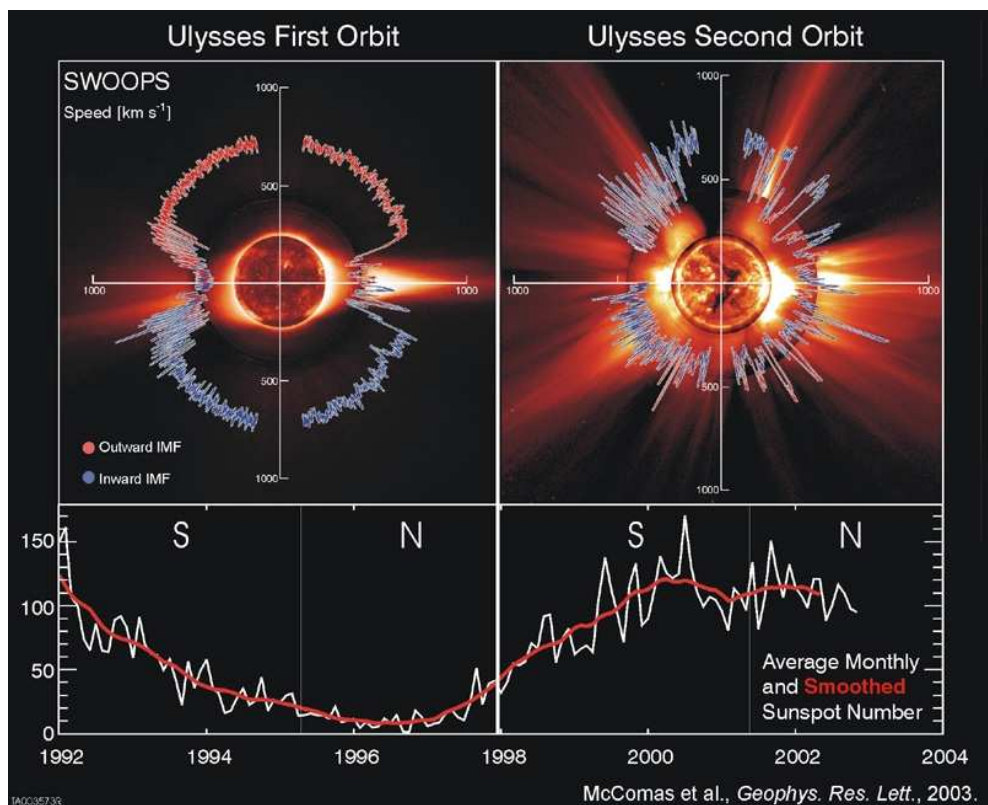 Ulysses First Orbit
Ulysses Second Orbit
SWOOPS
Speed [km s⁻¹]
1000
500
1000
1000
500
1000
Outward IMF
Inward IMF
1000
500
1000
1000
500
1000
S
N
S
N
150
100
50
0
Average Monthly
and Smoothed
Sunspot Number
1992
1994
1996
1998
2000
2002
2004
McComas et al., Geophys. Res. Lett., 2003.